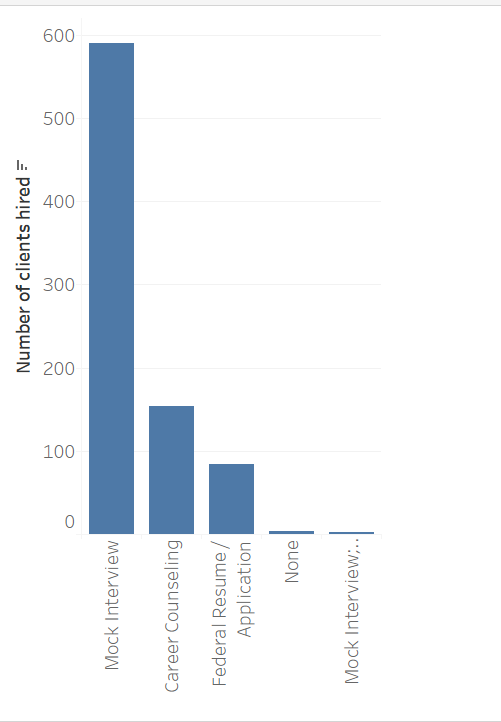 600
500
400
300
200
100
0
Number of clients hired
Mock Interview
Career Counseling
Federal Resume /
Application
None
Mock Interview;..